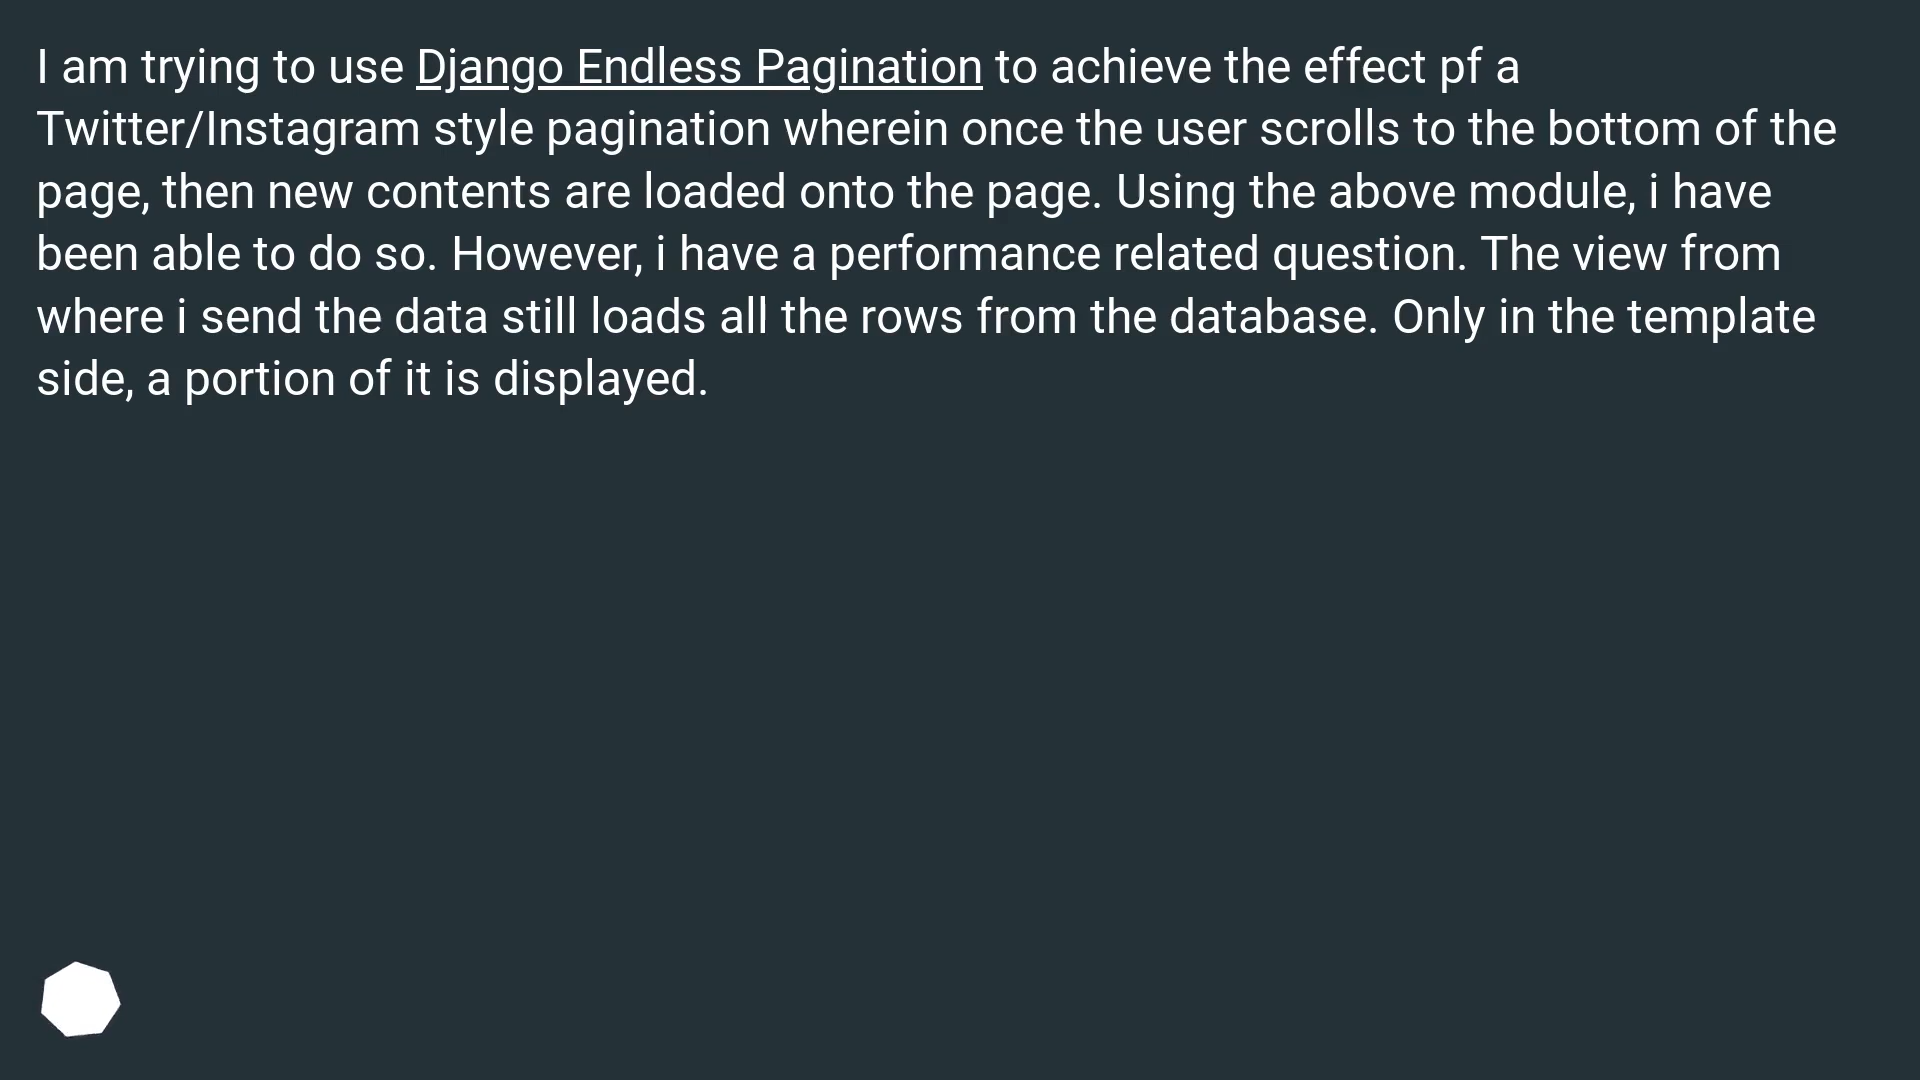 I am trying to use Django Endless Pagination to achieve the effect pf a
Twitter/Instagram style pagination wherein once the user scrolls to the bottom of the
page, then new contents are loaded onto the page. Using the above module, i have
been able to do so. However, i have a performance related question. The view from
where i send the data still loads all the rows from the database. Only in the template
side, a portion of it is displayed.